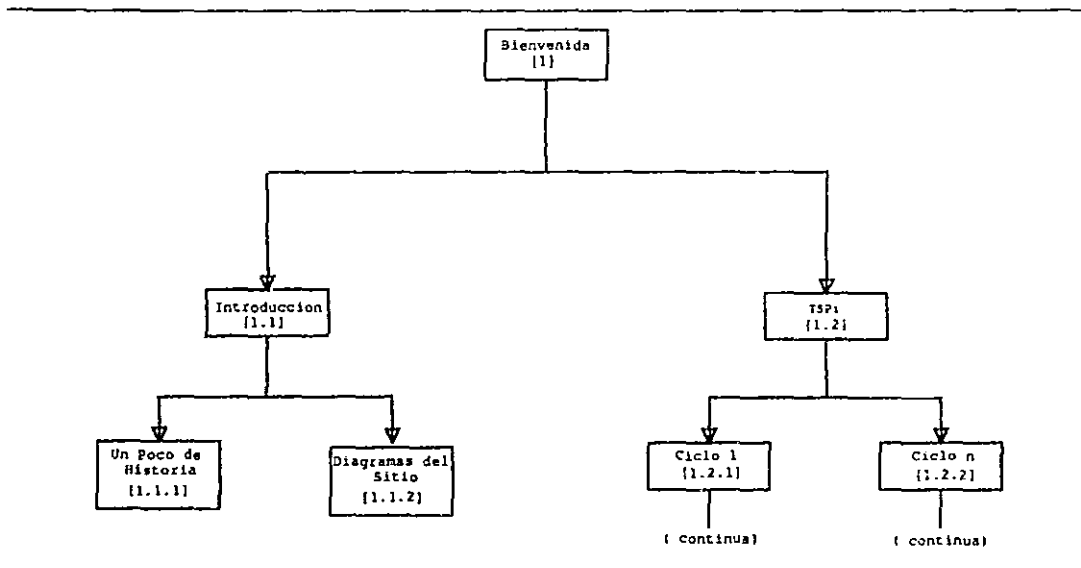 Bienvenida
[1]
Introduccion
[1.1]
TSPi
[1.2]
Un Poco de
Historia
[1.1.1]
Diagramas del
Sitio
[1.1.2]
Ciclo 1
[1.2.1]
Ciclo n
[1.2.2]
( continua)
( continua)